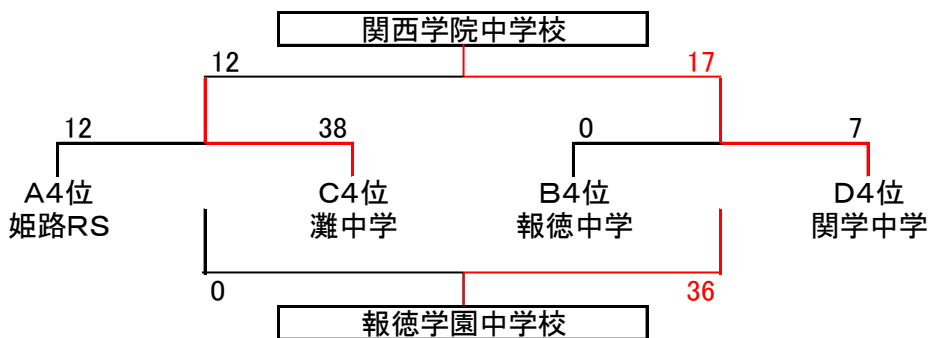 関西学院中学校
12 17
12 38 0 7
A4位 C4位 B4位 D4位
姫路RS 灘中学 報徳中学 関学中学
0 36
報徳学園中学校